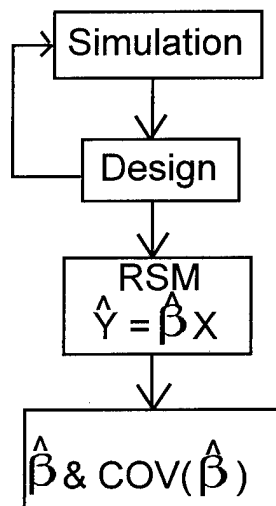 Simulation
Design
RSM
Ŷ = β̂X
β̂ & COV(β̂)